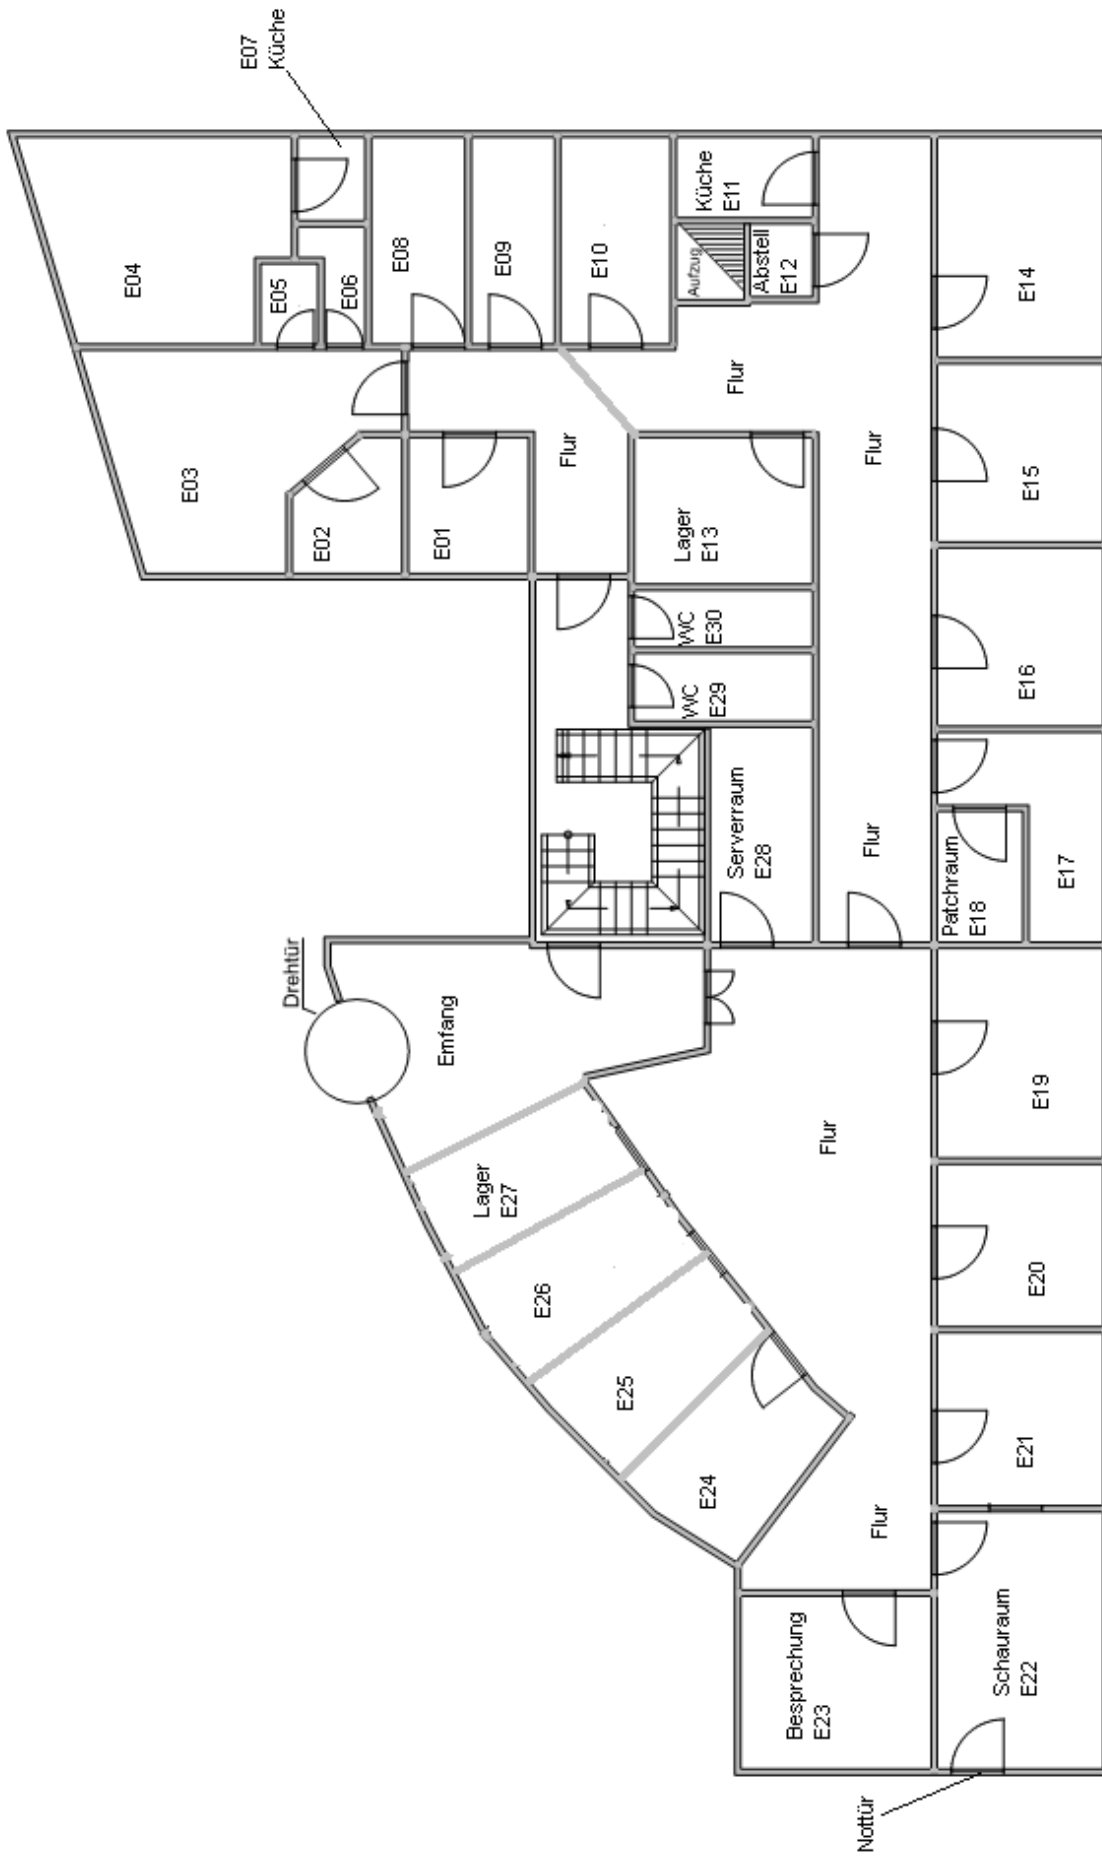 E07
Küche
E04
E05
E06
E08
E09
E10
Küche
E11
Aufzug
Abstell
E12
E03
E02
E01
Flur
Flur
Flur
Lager
E13
WC
E30
WC
E29
Serverraum
E28
Flur
E14
E15
E16
E17
Patchraum
E18
Drehtür
Emfang
Lager
E27
E26
E25
E24
Flur
Flur
E19
E20
E21
Besprechung
E23
Schauraum
E22
Nottür